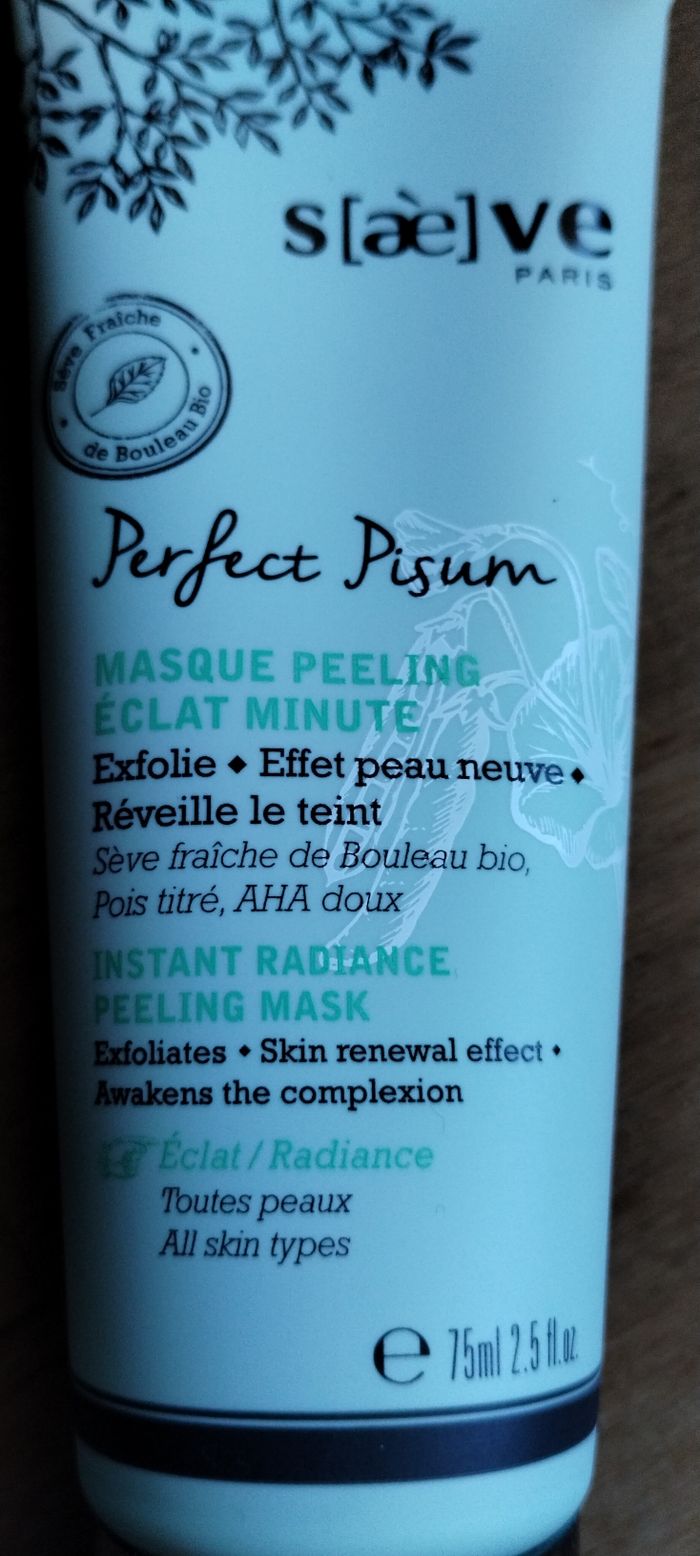 s[æ̀]ve
PARIS
Sève Fraîche
de Bouleau Bio
Perfect Pisum
MASQUE PEELING
ÉCLAT MINUTE
Exfolie ◆ Effet peau neuve ◆
Réveille le teint
Sève fraîche de Bouleau bio,
Pois titré, AHA doux
INSTANT RADIANCE
PEELING MASK
Exfoliates ◆ Skin renewal effect ◆
Awakens the complexion
Éclat / Radiance
Toutes peaux
All skin types
℮ 75ml 2.5 fl.oz.